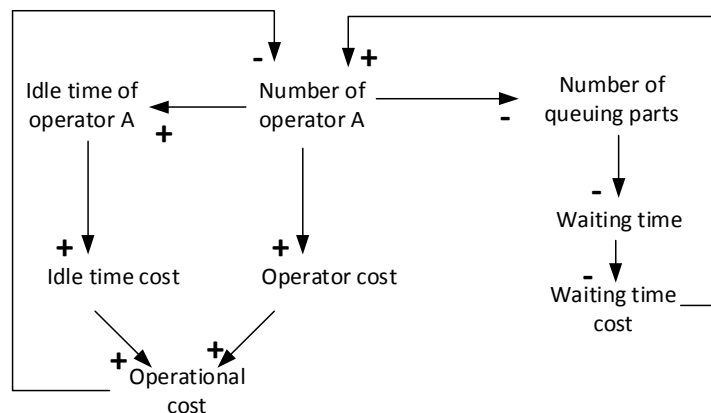 -
+
Idle time of
operator A
Number of
operator A
Number of
queuing parts
+
-
-
Waiting time
+
+
-
Idle time cost
Operator cost
Waiting time
cost
+
+
Operational
cost